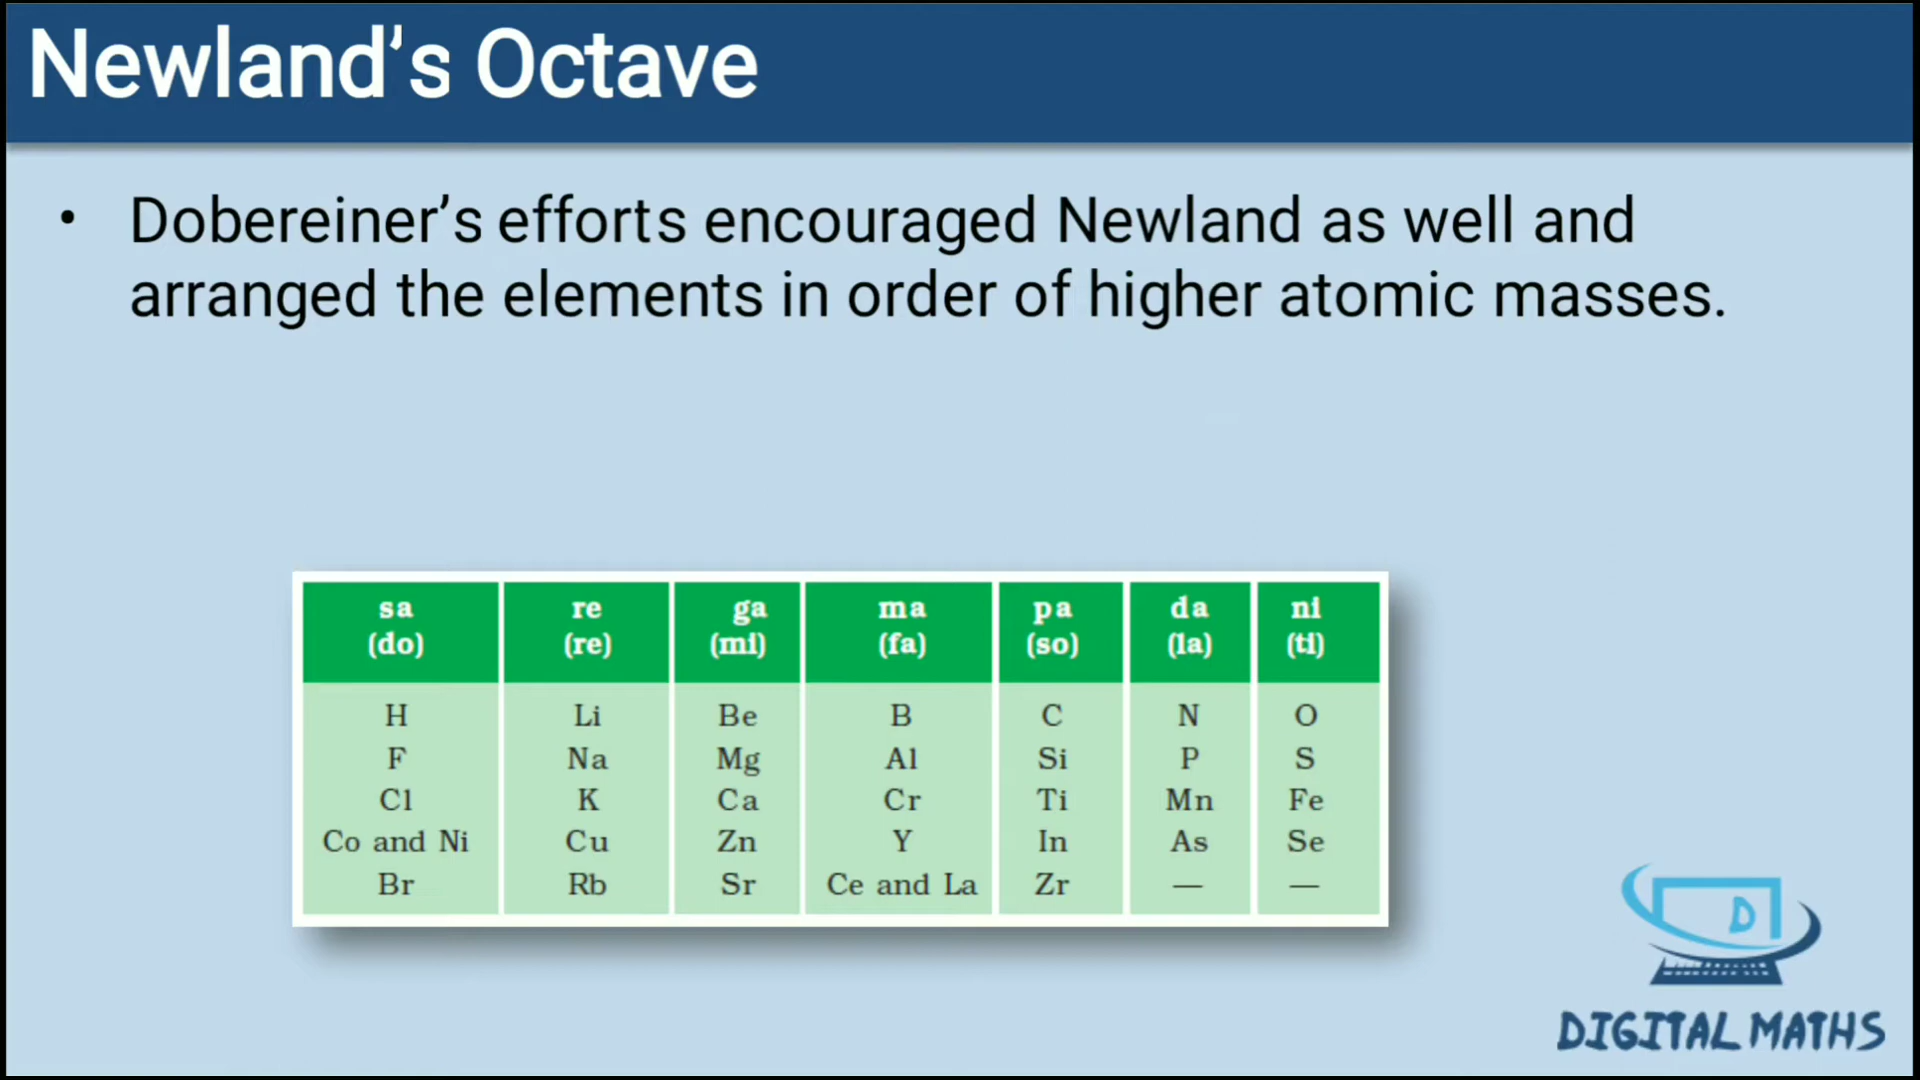 Newland’s Octave
• Dobereiner’s efforts encouraged Newland as well and
arranged the elements in order of higher atomic masses.
sa re ga ma pa da ni
(do) (re) (mi) (fa) (so) (la) (ti)
H Li Be B C N O
F Na Mg Al Si P S
Cl K Ca Cr Ti Mn Fe
Co and Ni Cu Zn Y In As Se
Br Rb Sr Ce and La Zr — —
D
DIGITAL MATHS